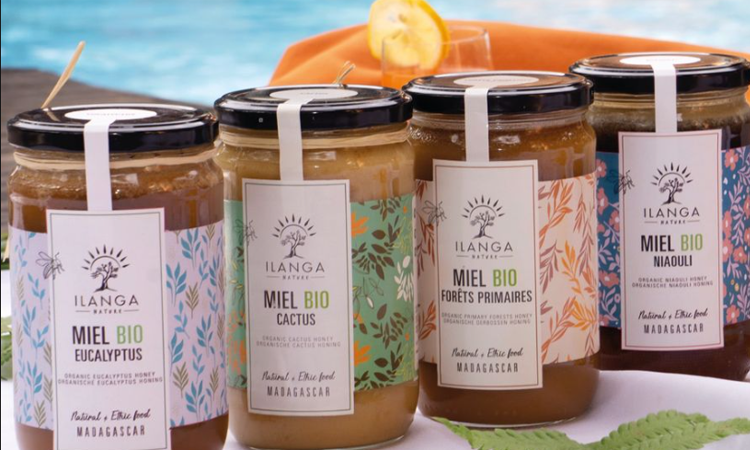 ILANGA
NATURE
MIEL BIO
EUCALYPTUS
ORGANIC EUCALYPTUS HONEY
ORGANISCHE EUCALYPTUS HONING
Natural & Ethic food
MADAGASCAR
ILANGA
NATURE
MIEL BIO
CACTUS
ORGANIC CACTUS HONEY
ORGANISCHE CACTUS HONING
Natural & Ethic food
MADAGASCAR
ILANGA
NATURE
MIEL BIO
FORÊTS PRIMAIRES
ORGANIC PRIMARY FORESTS HONEY
ORGANISCHE OERBOSSEN HONING
Natural & Ethic food
MADAGASCAR
ILANGA
NATURE
MIEL BIO
NIAOULI
ORGANIC NIAOULI HONEY
ORGANISCHE NIAOULI HONING
Natural & Ethic food
MADAGASCAR